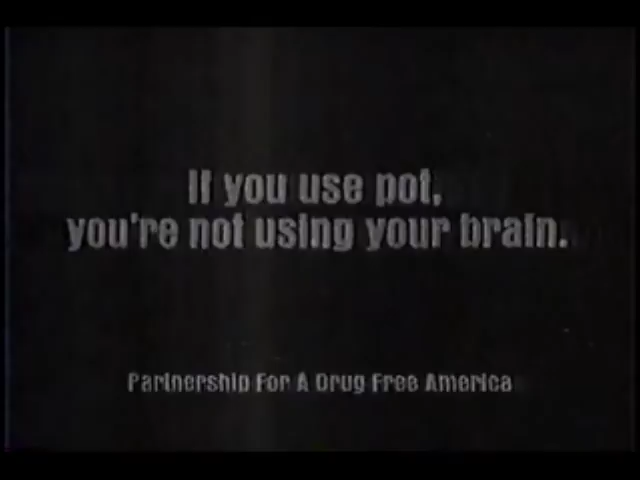 If you use pot,
you're not using your brain.
Partnership For A Drug Free America